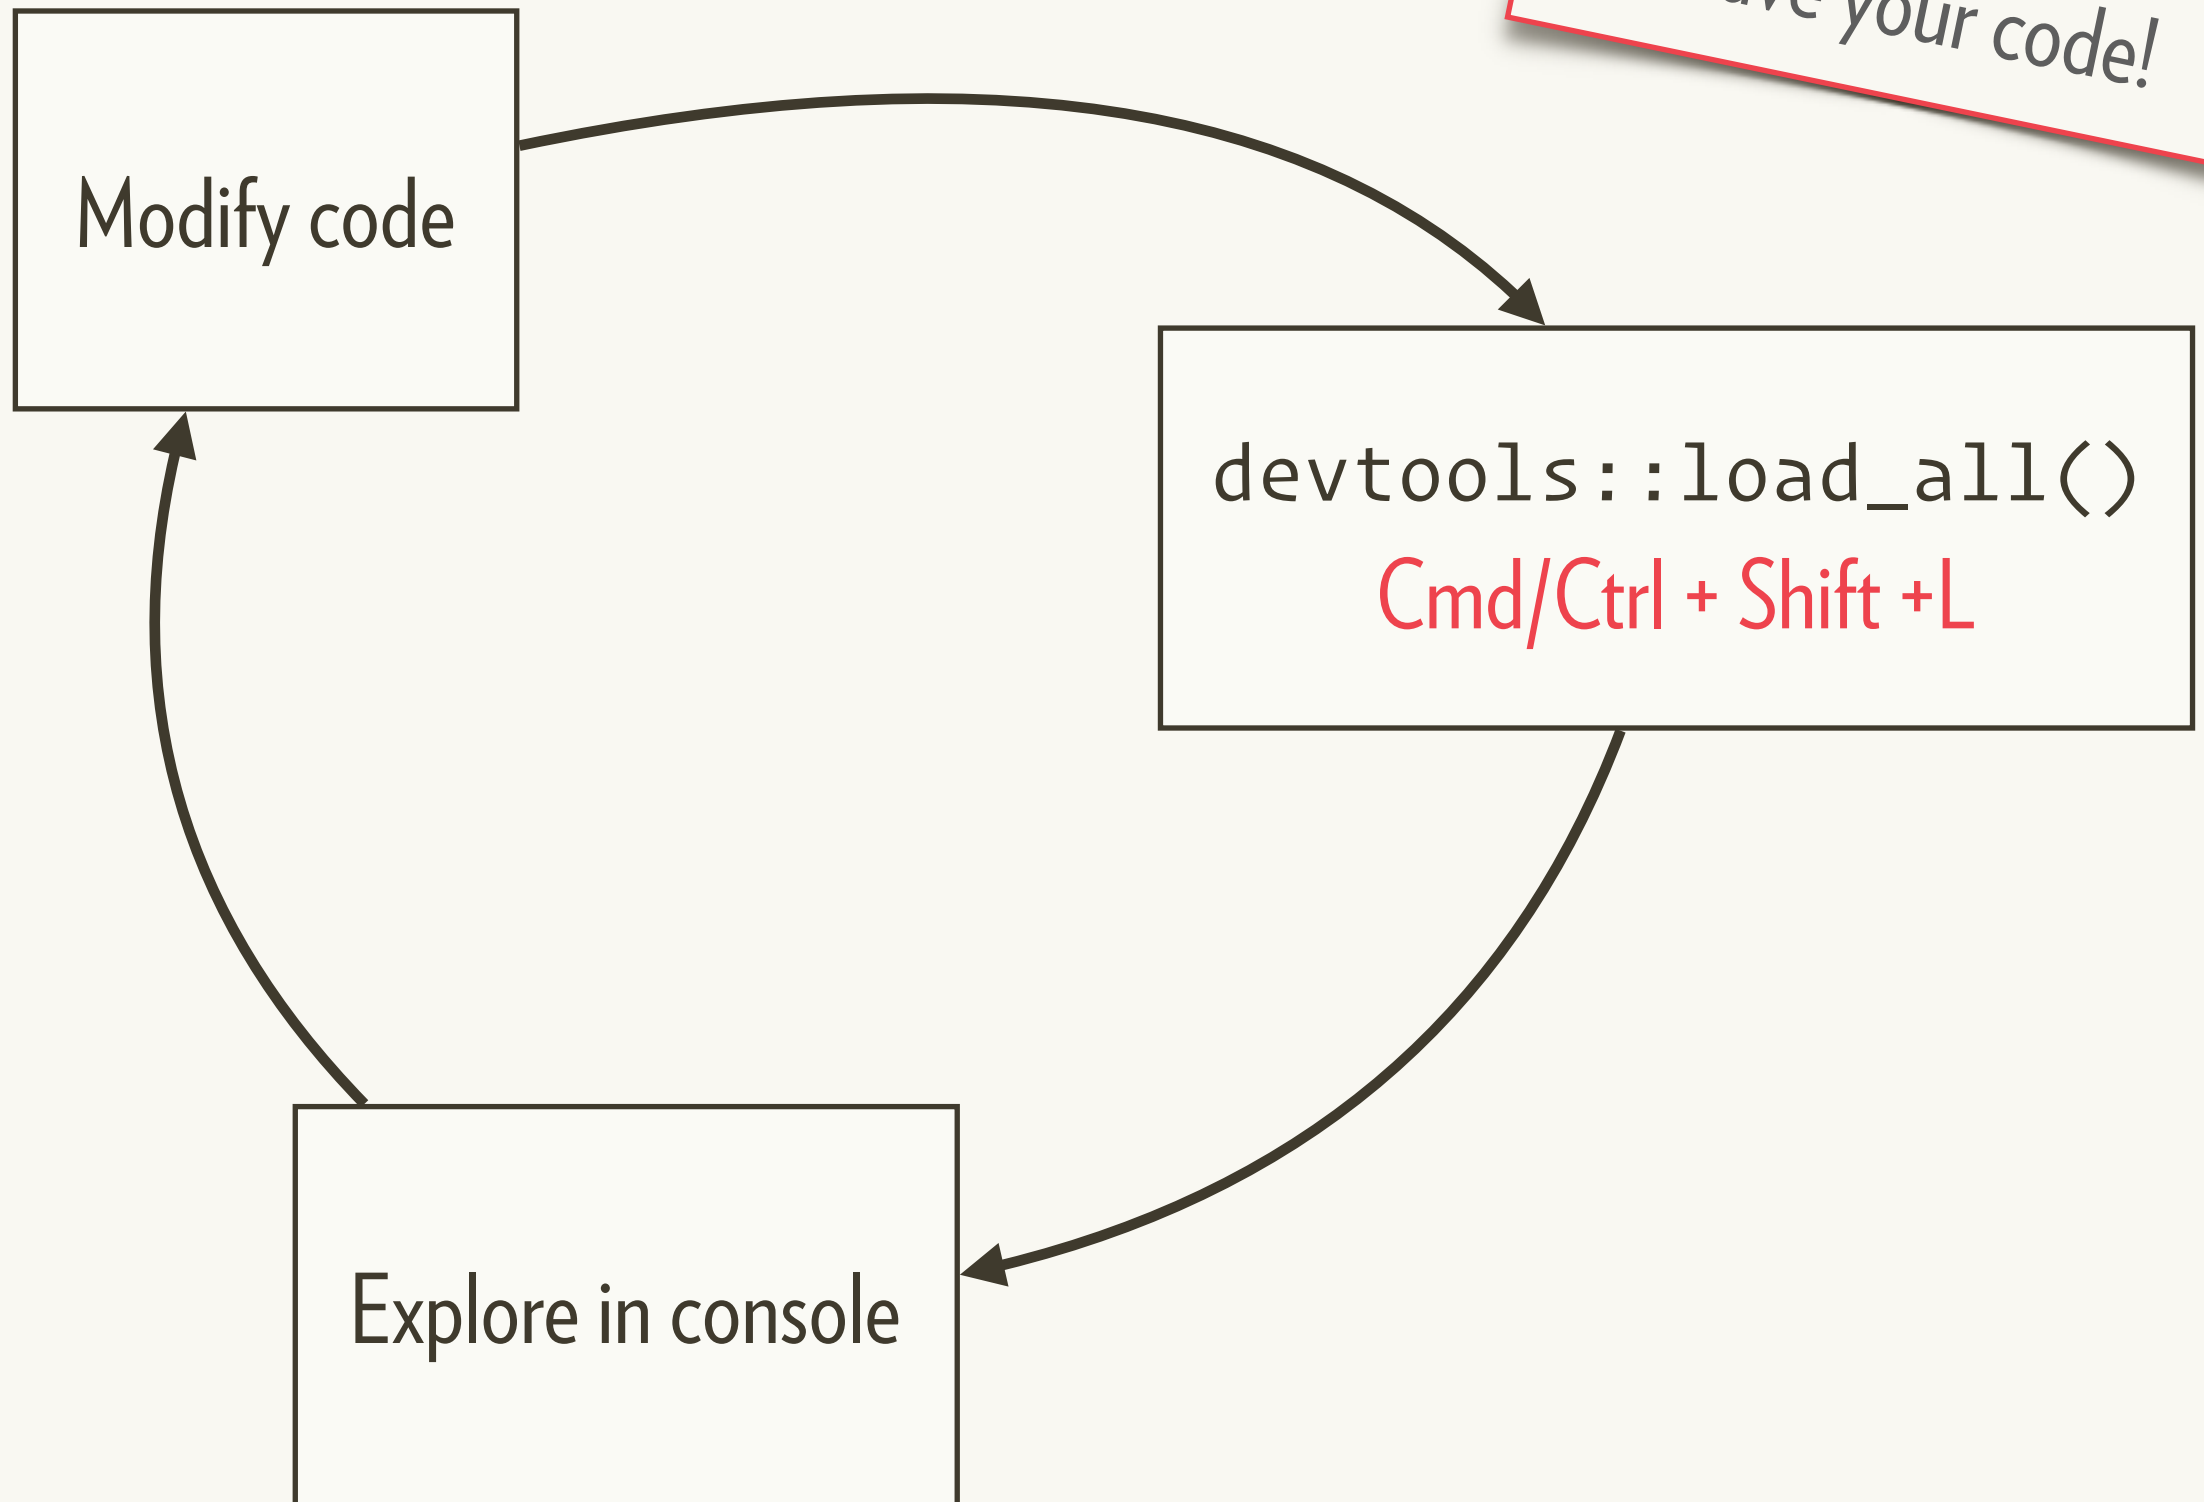 your code!
Modify code
devtools::load_all()
Cmd/Ctrl + Shift +L
Explore in console